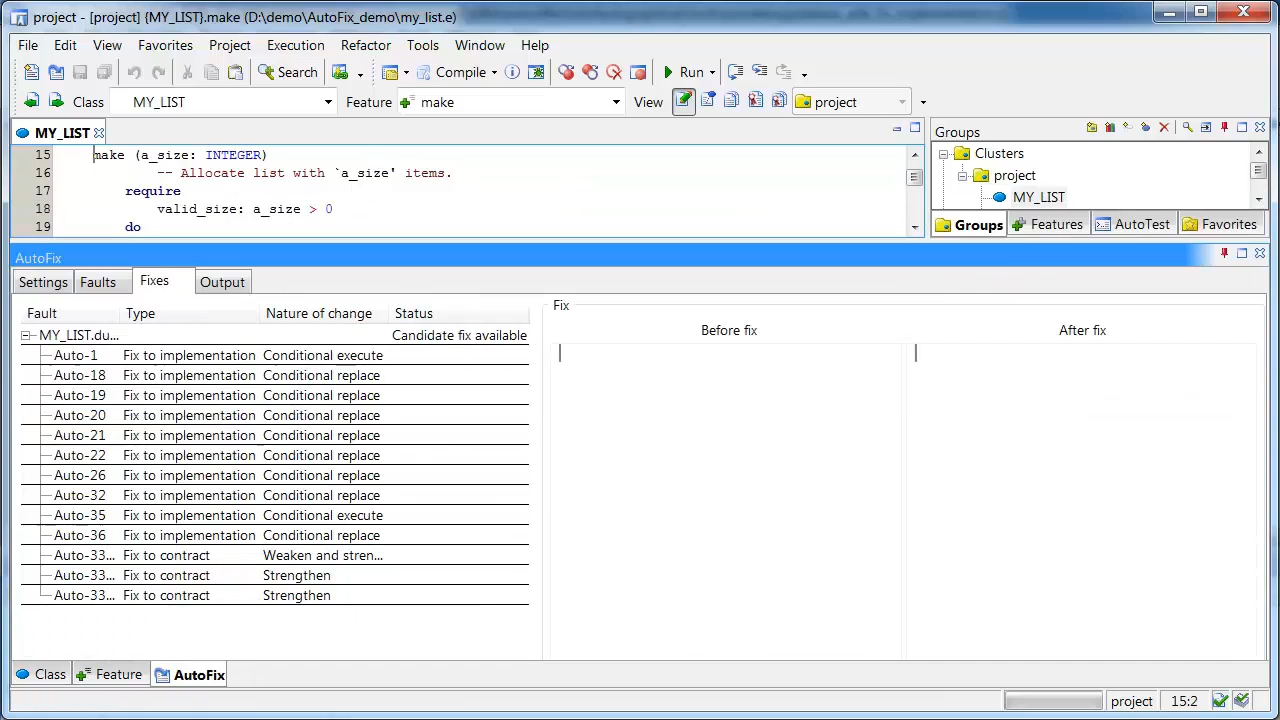 project - [project] {MY_LIST}.make (D:\demo\AutoFix_demo\my_list.e)
File Edit View Favorites Project Execution Refactor Tools Window Help
Search Compile Run
Class MY_LIST Feature make View project
MY_LIST
15 make (a_size: INTEGER)
16 -- Allocate list with `a_size' items.
17 require
18 valid_size: a_size > 0
19 do
Groups
Clusters
project
MY_LIST
Groups Features AutoTest Favorites
AutoFix
Settings Faults Fixes Output
Fault Type Nature of change Status
MY_LIST.du... Candidate fix available
Auto-1 Fix to implementation Conditional execute
Auto-18 Fix to implementation Conditional replace
Auto-19 Fix to implementation Conditional replace
Auto-20 Fix to implementation Conditional replace
Auto-21 Fix to implementation Conditional replace
Auto-22 Fix to implementation Conditional replace
Auto-26 Fix to implementation Conditional replace
Auto-32 Fix to implementation Conditional replace
Auto-35 Fix to implementation Conditional execute
Auto-36 Fix to implementation Conditional replace
Auto-33... Fix to contract Weaken and stren...
Auto-33... Fix to contract Strengthen
Auto-33... Fix to contract Strengthen
Fix
Before fix After fix
Class Feature AutoFix
project 15:2